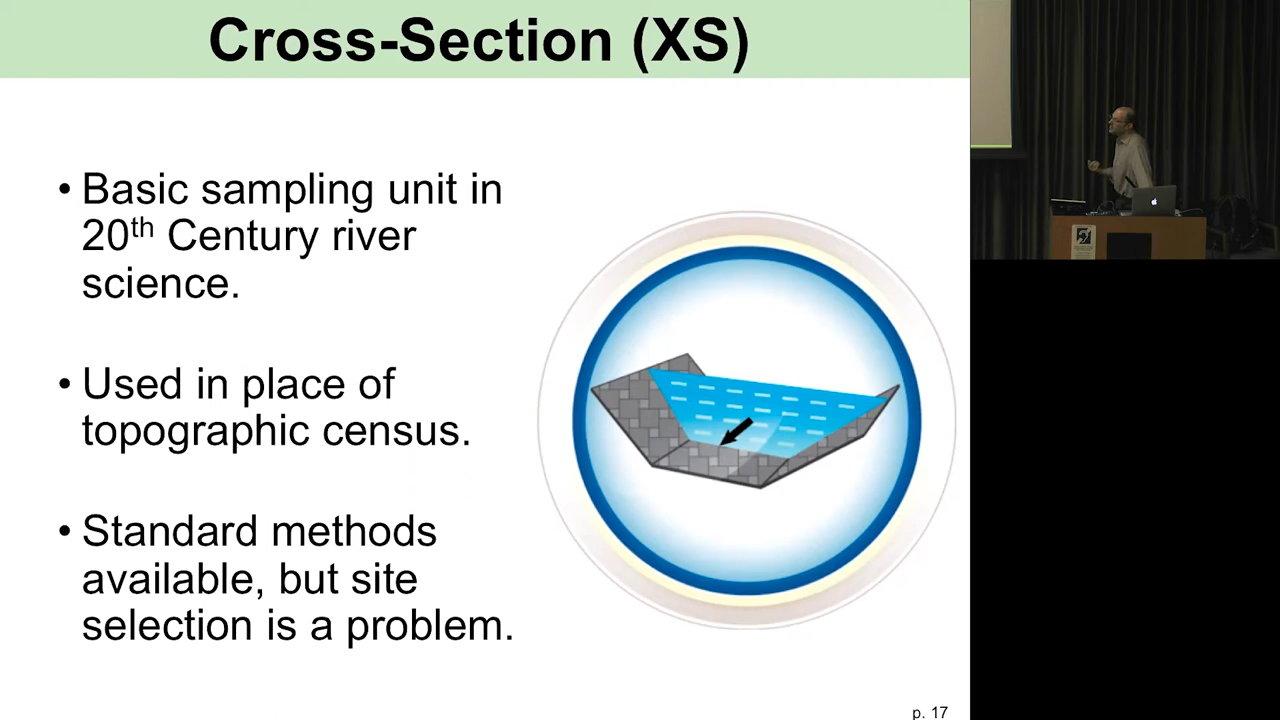 Cross-Section (XS)
• Basic sampling unit in
20th Century river
science.
• Used in place of
topographic census.
• Standard methods
available, but site
selection is a problem.
p. 17